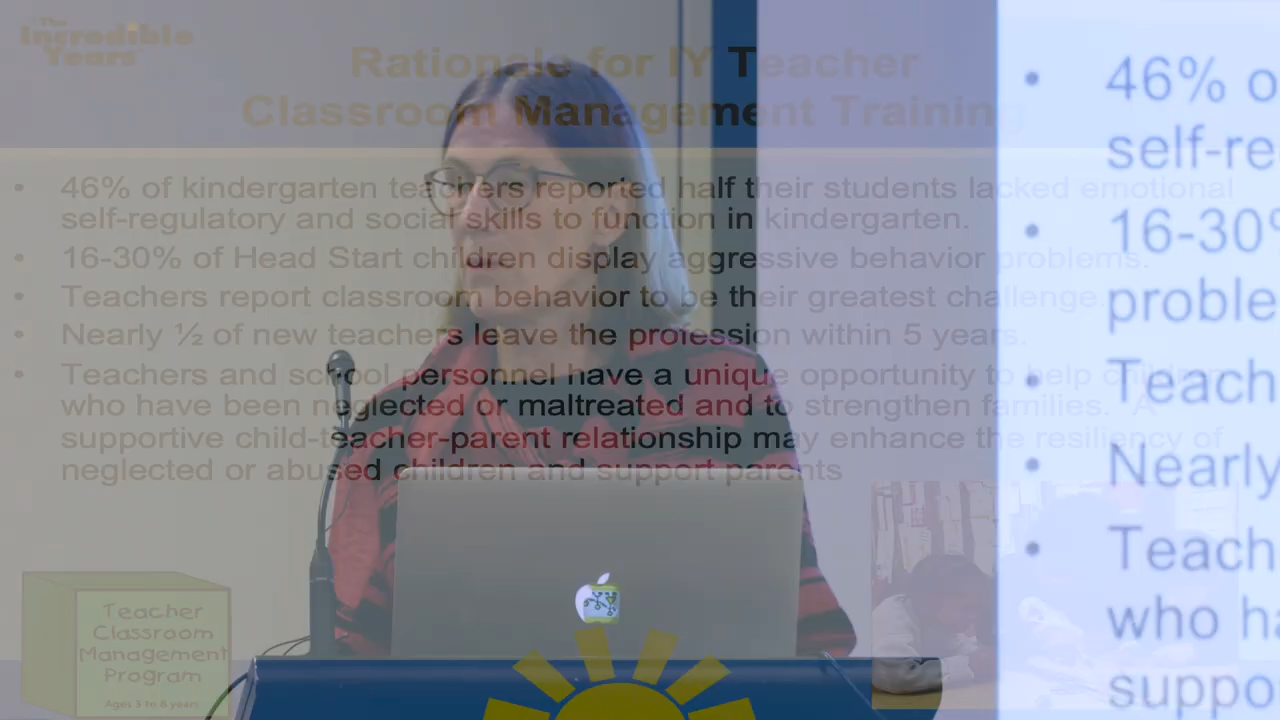 The
Incredible
Years
Rationale for IY Teacher
Classroom Management Training
• 46% of kindergarten teachers reported half their students lacked emotional
self-regulatory and social skills to function in kindergarten.
• 16-30% of Head Start children display aggressive behavior problems.
• Teachers report classroom behavior to be their greatest challenge.
• Nearly ½ of new teachers leave the profession within 5 years.
• Teachers and school personnel have a unique opportunity to help children
who have been neglected or maltreated and to strengthen families. A
supportive child-teacher-parent relationship may enhance the resiliency of
neglected or abused children and support parents
Teacher
Classroom
Management
Program
Ages 3 to 8 years
• 46% o
self-re
• 16-30%
proble
• Teach
• Nearly
• Teach
who ha
suppo